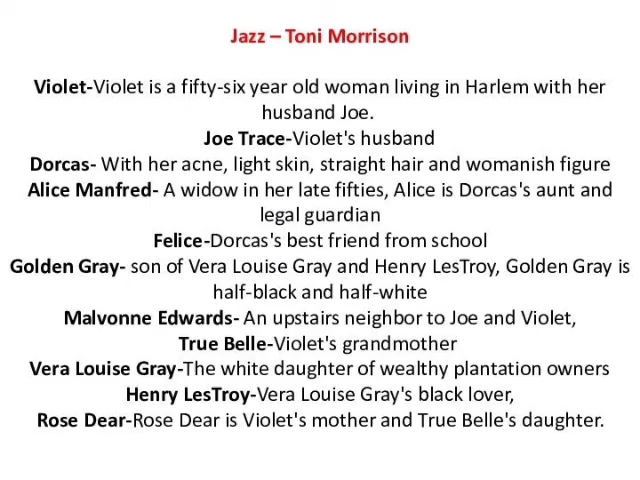 Jazz – Toni Morrison
Violet-Violet is a fifty-six year old woman living in Harlem with her
husband Joe.
Joe Trace-Violet's husband
Dorcas- With her acne, light skin, straight hair and womanish figure
Alice Manfred- A widow in her late fifties, Alice is Dorcas's aunt and
legal guardian
Felice-Dorcas's best friend from school
Golden Gray- son of Vera Louise Gray and Henry LesTroy, Golden Gray is
half-black and half-white
Malvonne Edwards- An upstairs neighbor to Joe and Violet,
True Belle-Violet's grandmother
Vera Louise Gray-The white daughter of wealthy plantation owners
Henry LesTroy-Vera Louise Gray's black lover,
Rose Dear-Rose Dear is Violet's mother and True Belle's daughter.